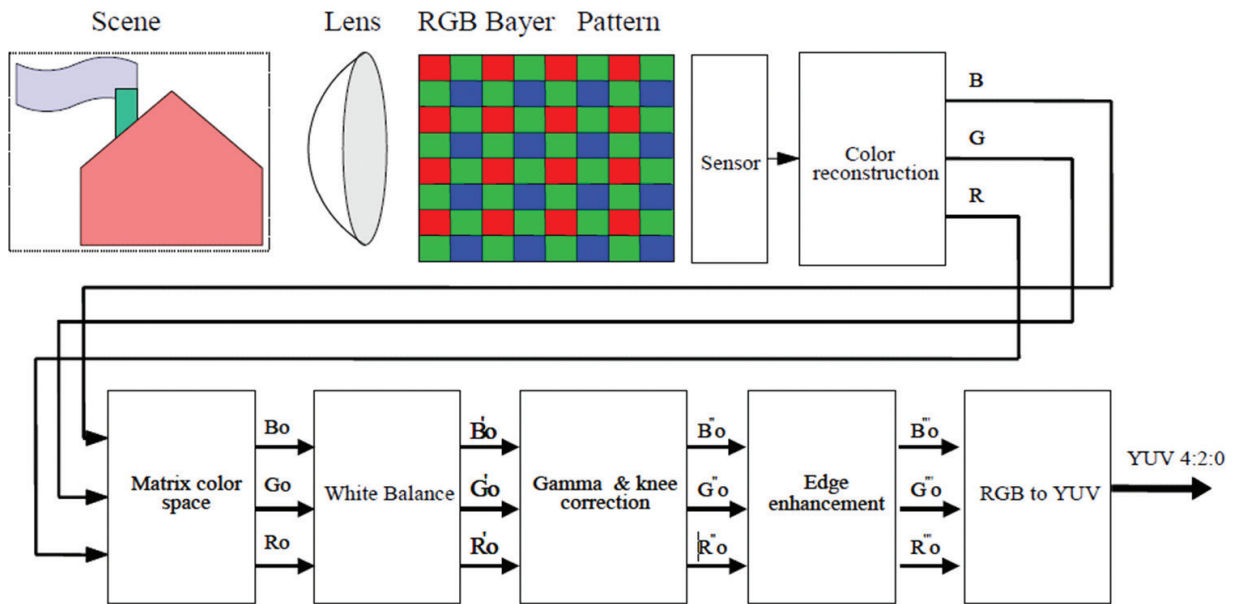 Scene
Lens
RGB Bayer Pattern
Sensor
Color
reconstruction
B
G
R
Matrix color
space
Bo
Go
Ro
White Balance
B'o
G'o
R'o
Gamma & knee
correction
B"o
G"o
R"o
Edge
enhancement
B'"o
G'"o
R'"o
RGB to YUV
YUV 4:2:0